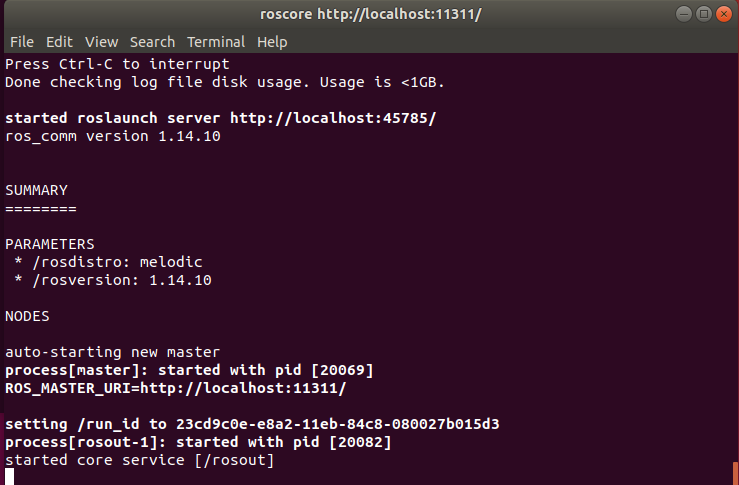 roscore http://localhost:11311/
File Edit View Search Terminal Help
Press Ctrl-C to interrupt
Done checking log file disk usage. Usage is <1GB.
started roslaunch server http://localhost:45785/
ros_comm version 1.14.10
SUMMARY
========
PARAMETERS
* /rosdistro: melodic
* /rosversion: 1.14.10
NODES
auto-starting new master
process[master]: started with pid [20069]
ROS_MASTER_URI=http://localhost:11311/
setting /run_id to 23cd9c0e-e8a2-11eb-84c8-080027b015d3
process[rosout-1]: started with pid [20082]
started core service [/rosout]